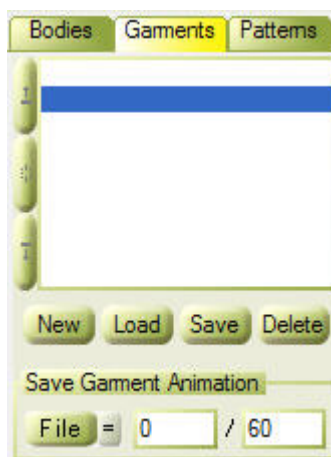 Bodies Garments Patterns
New Load Save Delete
Save Garment Animation
File = 0 / 60